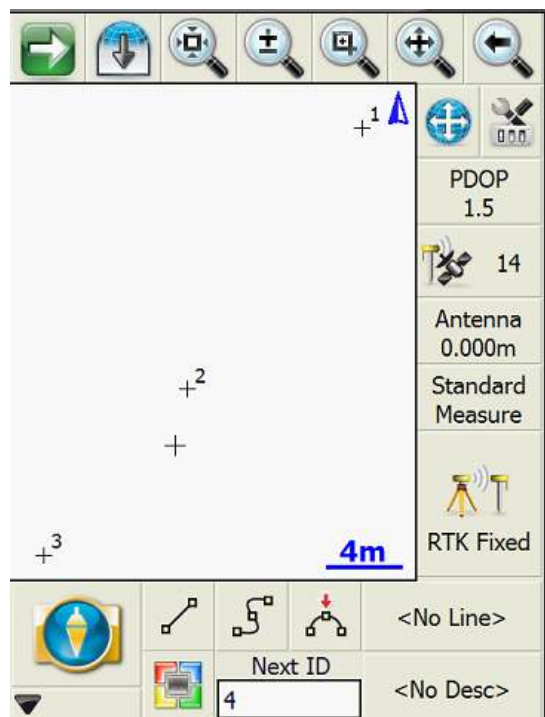 1
PDOP
1.5
14
Antenna
0.000m
2
Standard
Measure
3
4m
RTK Fixed
<No Line>
Next ID
4
<No Desc>